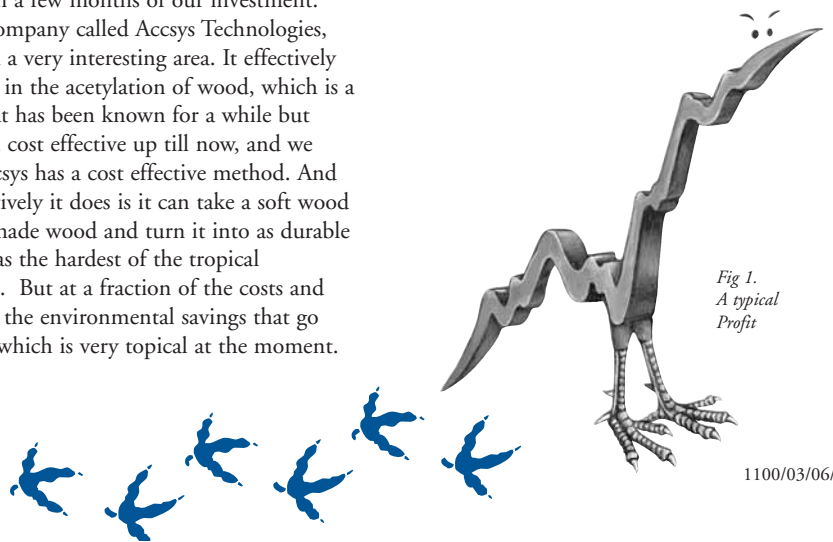 a few months of our investment.
ompany called Accsys Technologies,
a very interesting area. It effectively
in the acetylation of wood, which is a
t has been known for a while but
cost effective up till now, and we
sys has a cost effective method. And
ively it does is it can take a soft wood
nade wood and turn it into as durable
as the hardest of the tropical
. But at a fraction of the costs and
the environmental savings that go
which is very topical at the moment.
Fig 1.
A typical
Profit
1100/03/06/